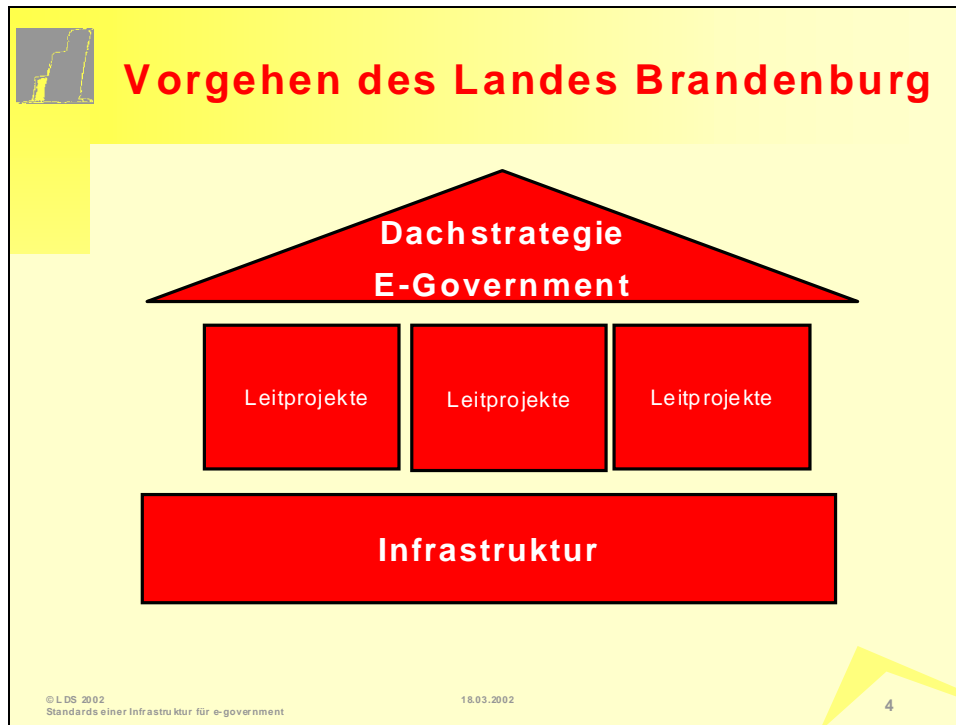 Vorgehen des Landes Brandenburg
Dachstrategie
E-Government
Leitprojekte
Leitprojekte
Leitprojekte
Infrastruktur
© LDS 2002
Standards einer Infrastruktur für e-government
18.03.2002
4